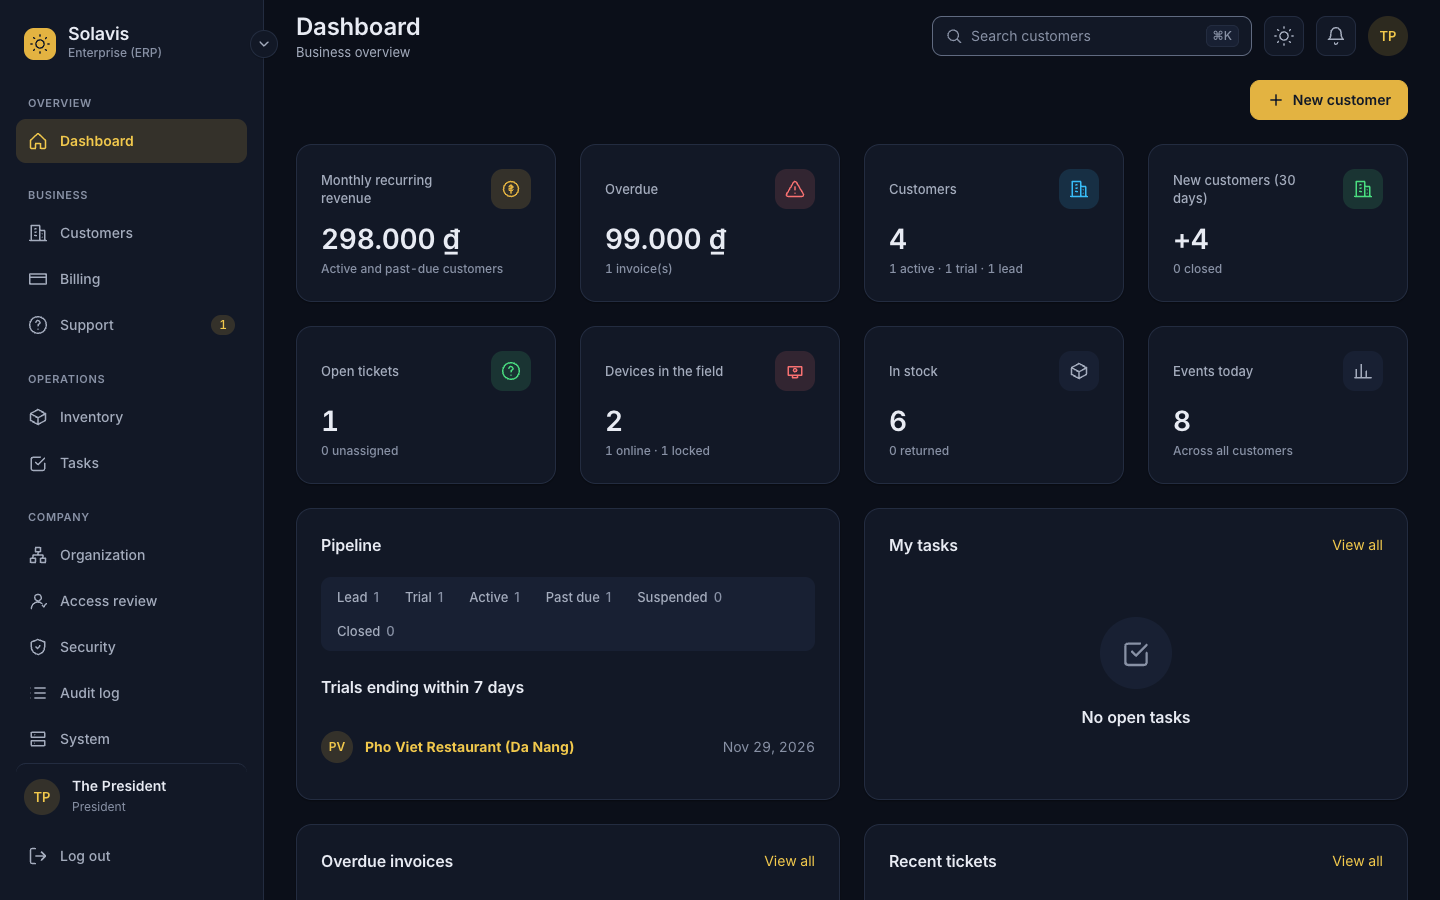 Solavis
Enterprise (ERP)
OVERVIEW
Dashboard
BUSINESS
Customers
Billing
Support 1
OPERATIONS
Inventory
Tasks
COMPANY
Organization
Access review
Security
Audit log
System
TP
The President
President
Log out
Dashboard
Business overview
Search customers ⌘K
TP
New customer
Monthly recurring
revenue
298.000 ₫
Active and past-due customers
Overdue
99.000 ₫
1 invoice(s)
Customers
4
1 active · 1 trial · 1 lead
New customers (30
days)
+4
0 closed
Open tickets
1
0 unassigned
Devices in the field
2
1 online · 1 locked
In stock
6
0 returned
Events today
8
Across all customers
Pipeline
Lead 1 Trial 1 Active 1 Past due 1 Suspended 0
Closed 0
Trials ending within 7 days
PV Pho Viet Restaurant (Da Nang) Nov 29, 2026
My tasks View all
No open tasks
Overdue invoices View all
Recent tickets View all